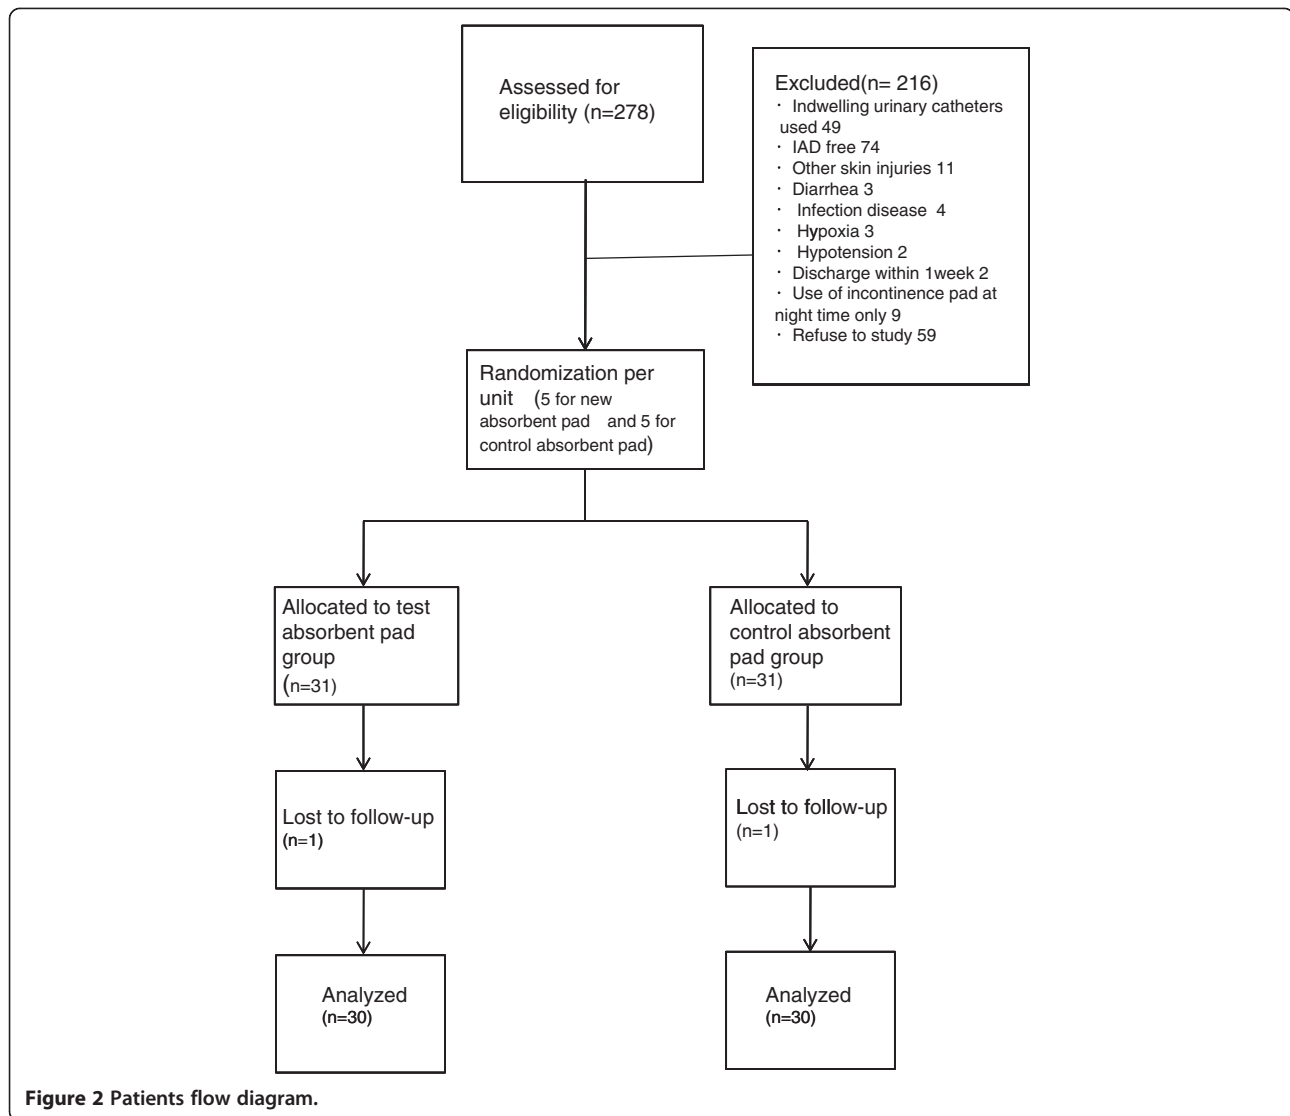 Assessed for
eligibility (n=278)
Excluded(n= 216)
· Indwelling urinary catheters
used 49
· IAD free 74
· Other skin injuries 11
· Diarrhea 3
· Infection disease 4
· Hypoxia 3
· Hypotension 2
· Discharge within 1week 2
· Use of incontinence pad at
night time only 9
· Refuse to study 59
Randomization per
unit (5 for new
absorbent pad and 5 for
control absorbent pad)
Allocated to test
absorbent pad
group
(n=31)
Allocated to
control absorbent
pad group
(n=31)
Lost to follow-up
(n=1)
Lost to follow-up
(n=1)
Analyzed
(n=30)
Analyzed
(n=30)
Figure 2 Patients flow diagram.